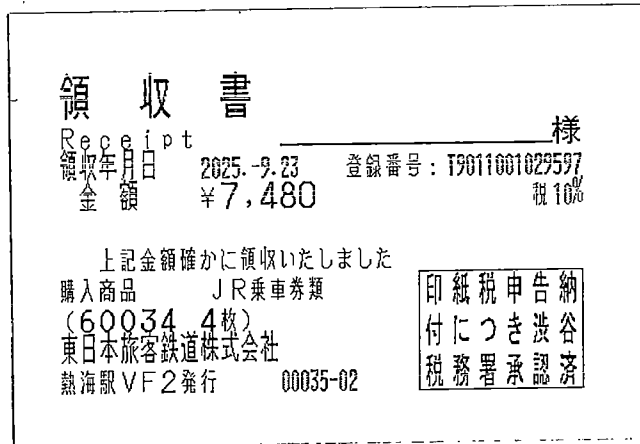 領収書
Receipt 様
領収年月日 2025.-9.23 登録番号：T9011001029597
金額 ¥7,480 税10%
上記金額確かに領収いたしました
購入商品 JR乗車券類
(60034 4枚)
東日本旅客鉄道株式会社
熱海駅VF2発行 00035-02
印紙税申告納
付につき渋谷
税務署承認済